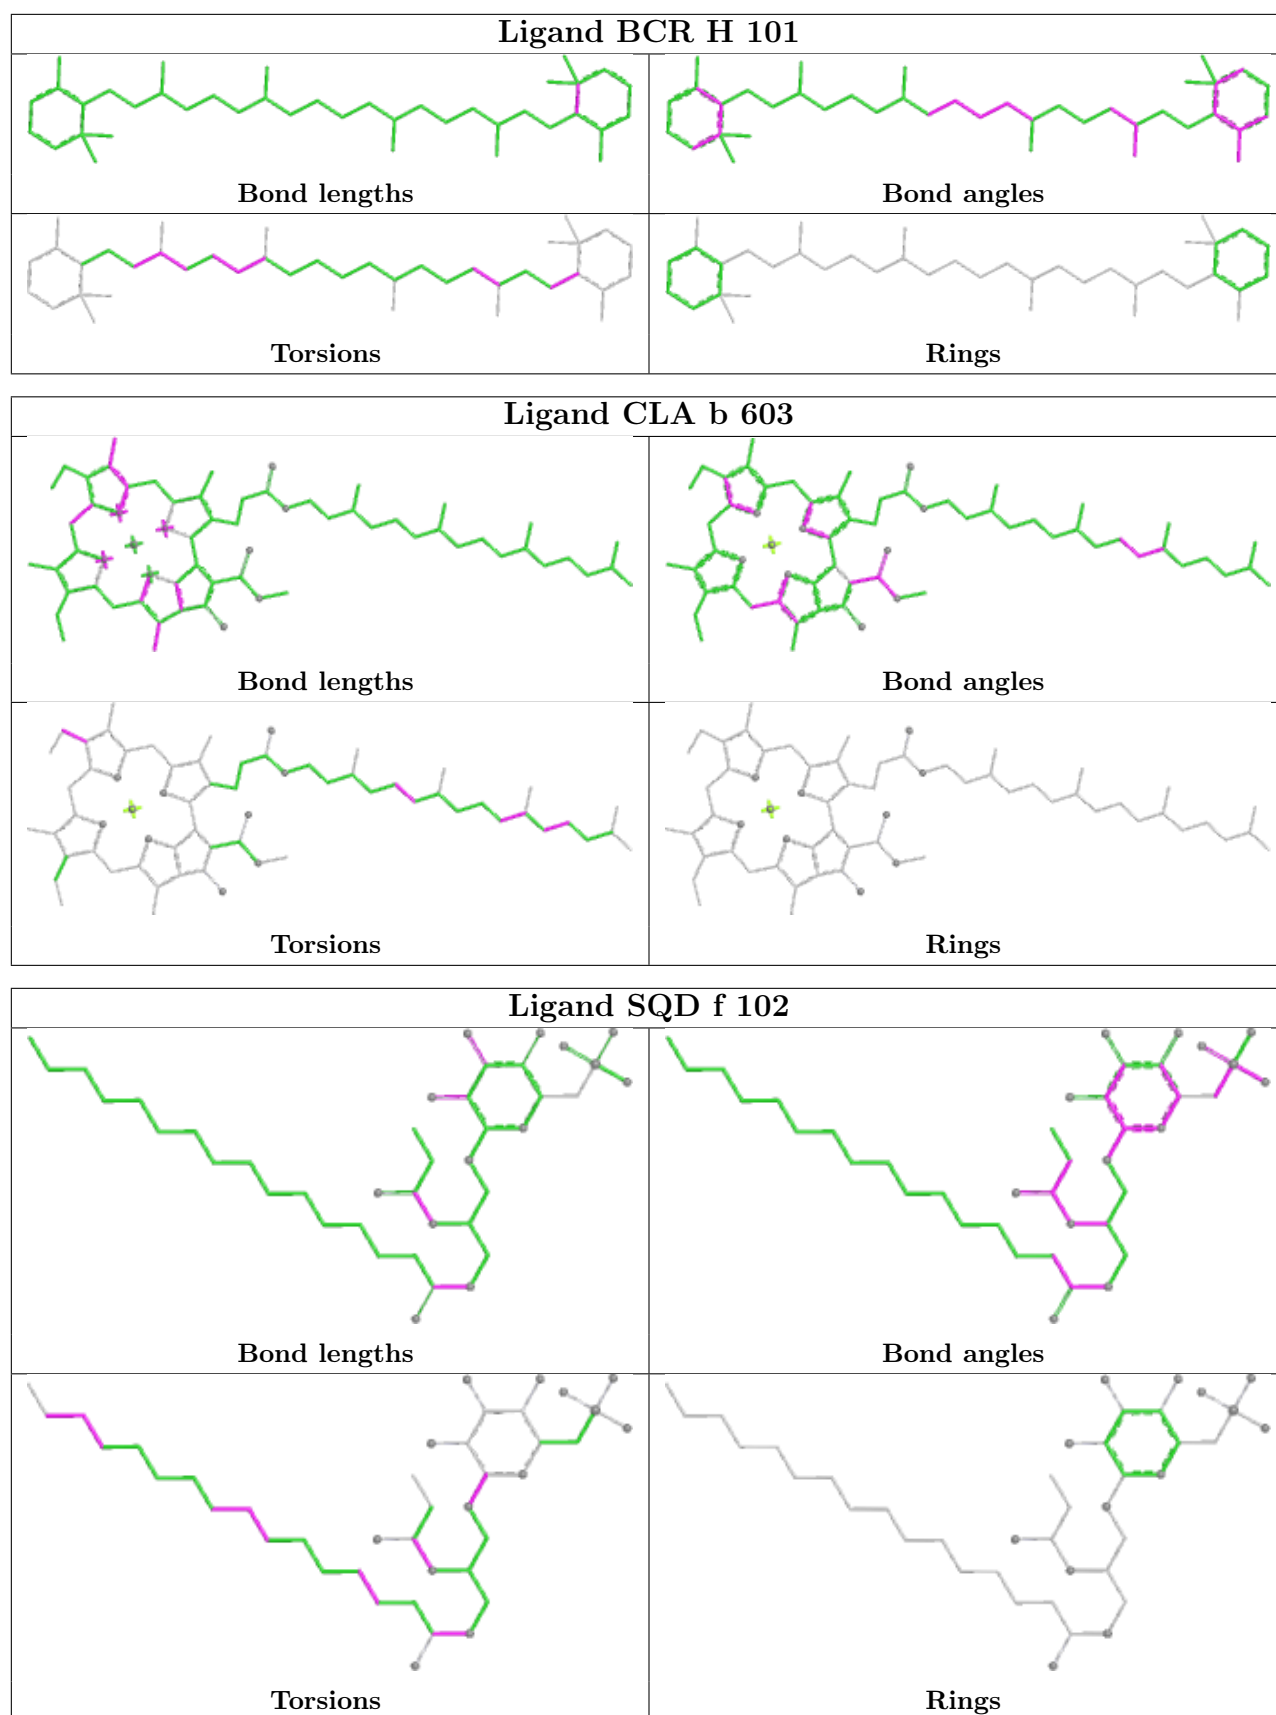 Ligand BCR H 101
Bond lengths
Bond angles
Torsions
Rings
Ligand CLA b 603
Bond lengths
Bond angles
Torsions
Rings
Ligand SQD f 102
Bond lengths
Bond angles
Torsions
Rings